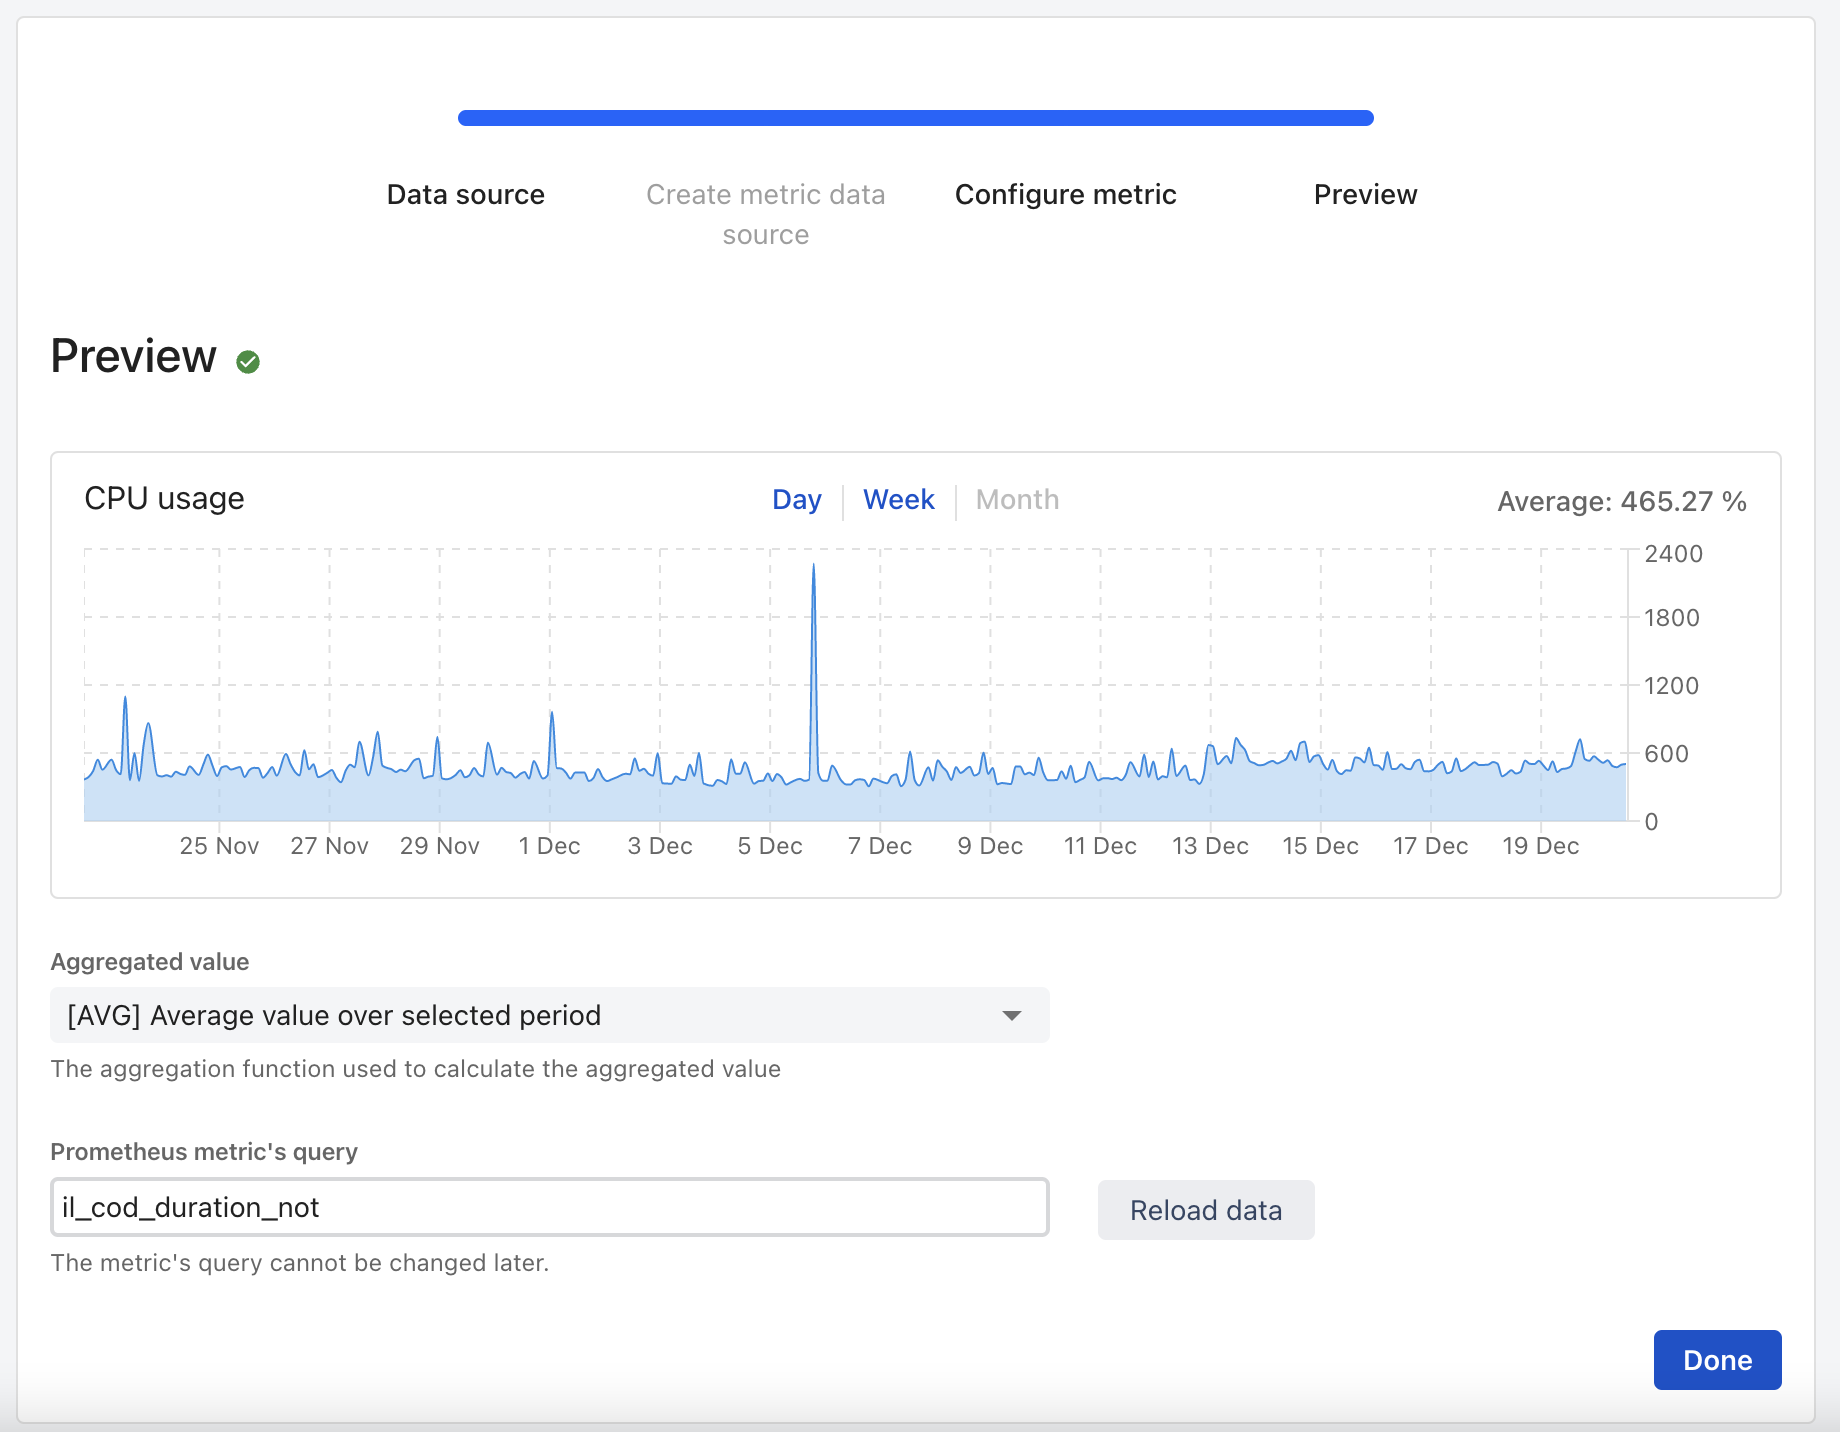 Data source
Create metric data
source
Configure metric
Preview
Preview
CPU usage
Day
Week
Month
Average: 465.27 %
2400
1800
1200
600
0
25 Nov
27 Nov
29 Nov
1 Dec
3 Dec
5 Dec
7 Dec
9 Dec
11 Dec
13 Dec
15 Dec
17 Dec
19 Dec
Aggregated value
[AVG] Average value over selected period
The aggregation function used to calculate the aggregated value
Prometheus metric's query
il_cod_duration_not
Reload data
The metric's query cannot be changed later.
Done